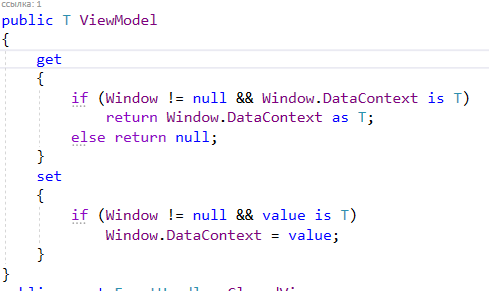 ссылка: 1
public T ViewModel
{
    get
    {
        if (Window != null && Window.DataContext is T)
            return Window.DataContext as T;
        else return null;
    }
    set
    {
        if (Window != null && value is T)
            Window.DataContext = value;
    }
}